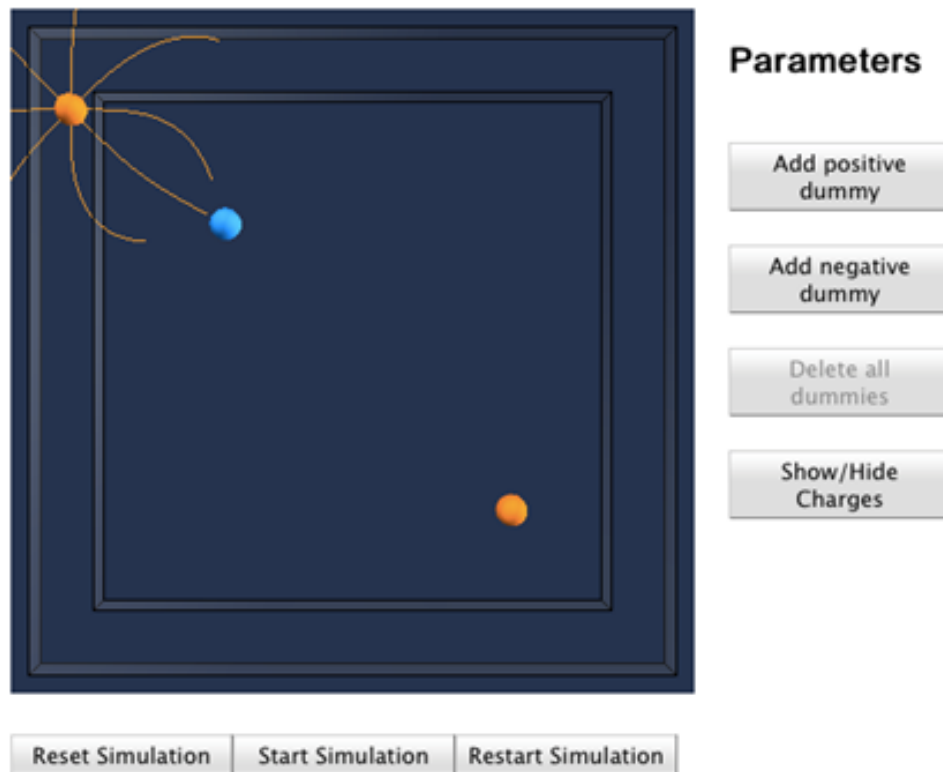 Parameters
Add positive
dummy
Add negative
dummy
Delete all
dummies
Show/Hide
Charges
Reset Simulation
Start Simulation
Restart Simulation